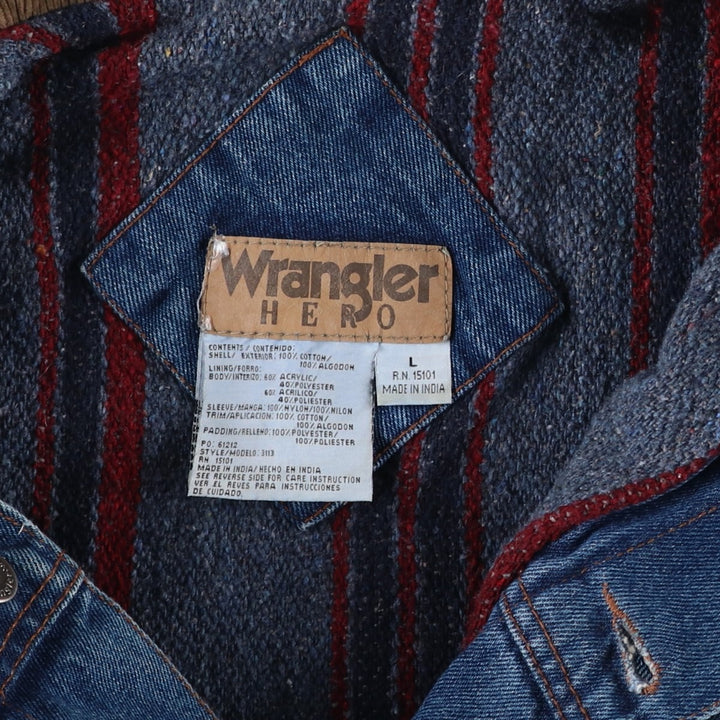 Wrangler
HERO
CONTENTS / CONTENIDO:
SHELL/ EXTERIOR: 100% COTTON/
100% ALGODON
LINING/FORRO:
BODY/INTERIZO: 60% ACRYLIC/
40% POLYESTER
60% ACRILICO/
40% POLIESTER
SLEEVE/MANGA: 100% NYLON/100% NILON
TRIM/APLICACION: 100% COTTON/
100% ALGODON
PADDING/RELLENO: 100% POLYESTER/
100% POLIESTER
PO: 61212
STYLE/MODELO: 3113
RN. 15101
MADE IN INDIA/ HECHO EN INDIA
SEE REVERSE SIDE FOR CARE INSTRUCTION
VER EL REVES PARA INSTRUCCIONES
DE CUIDADO.
L
R.N. 15101
MADE IN INDIA